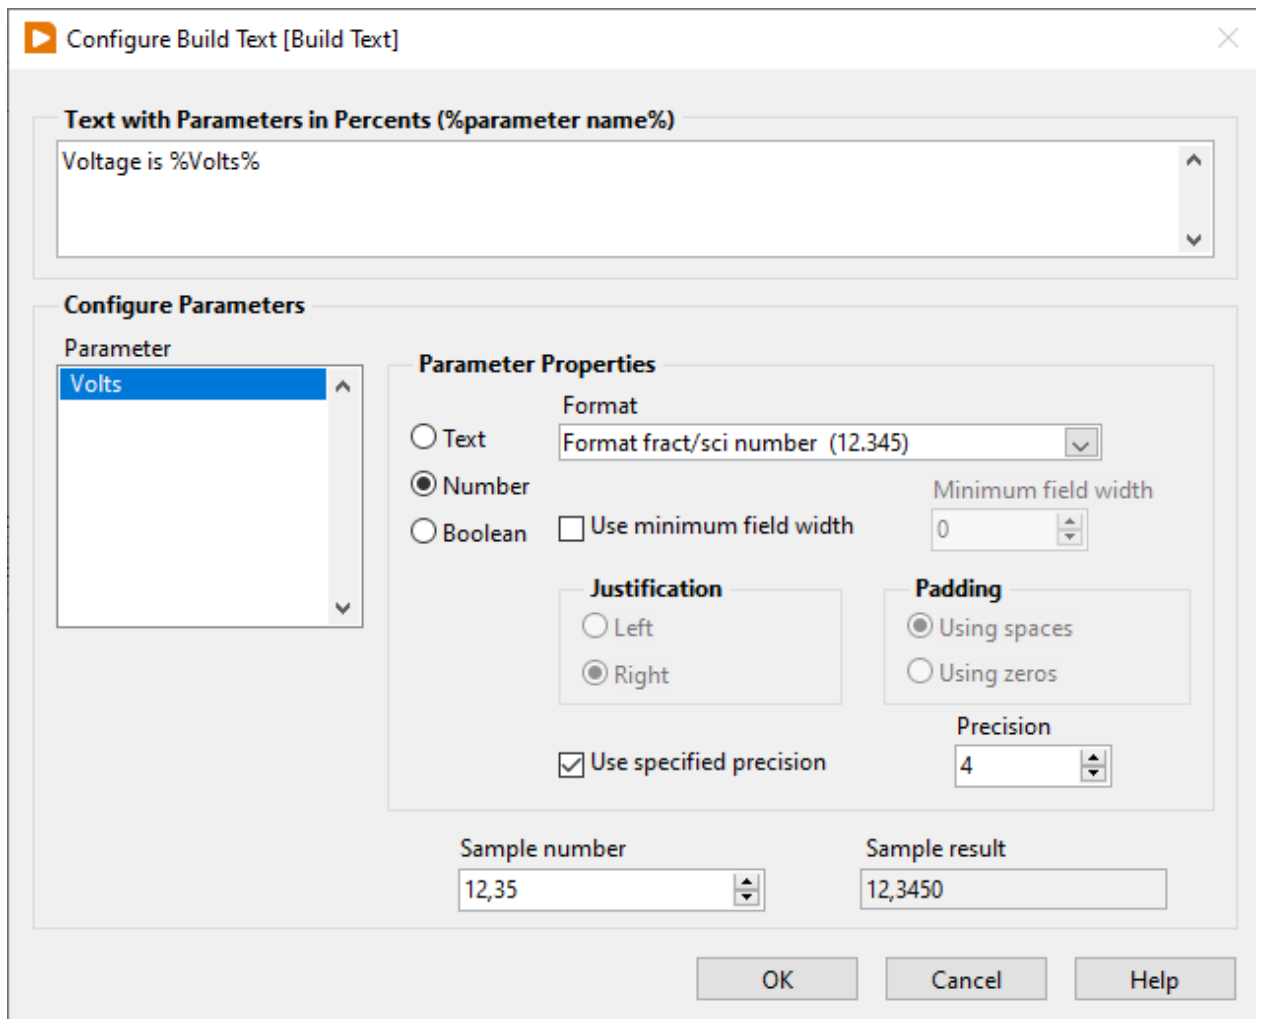 Configure Build Text [Build Text]
Text with Parameters in Percents (%parameter name%)
Voltage is %Volts%
Configure Parameters
Parameter
Volts
Parameter Properties
Format
Text
Format fract/sci number  (12.345)
Number
Minimum field width
Boolean
Use minimum field width
0
Justification
Padding
Left
Using spaces
Right
Using zeros
Precision
Use specified precision
4
Sample number
Sample result
12,35
12,3450
OK
Cancel
Help